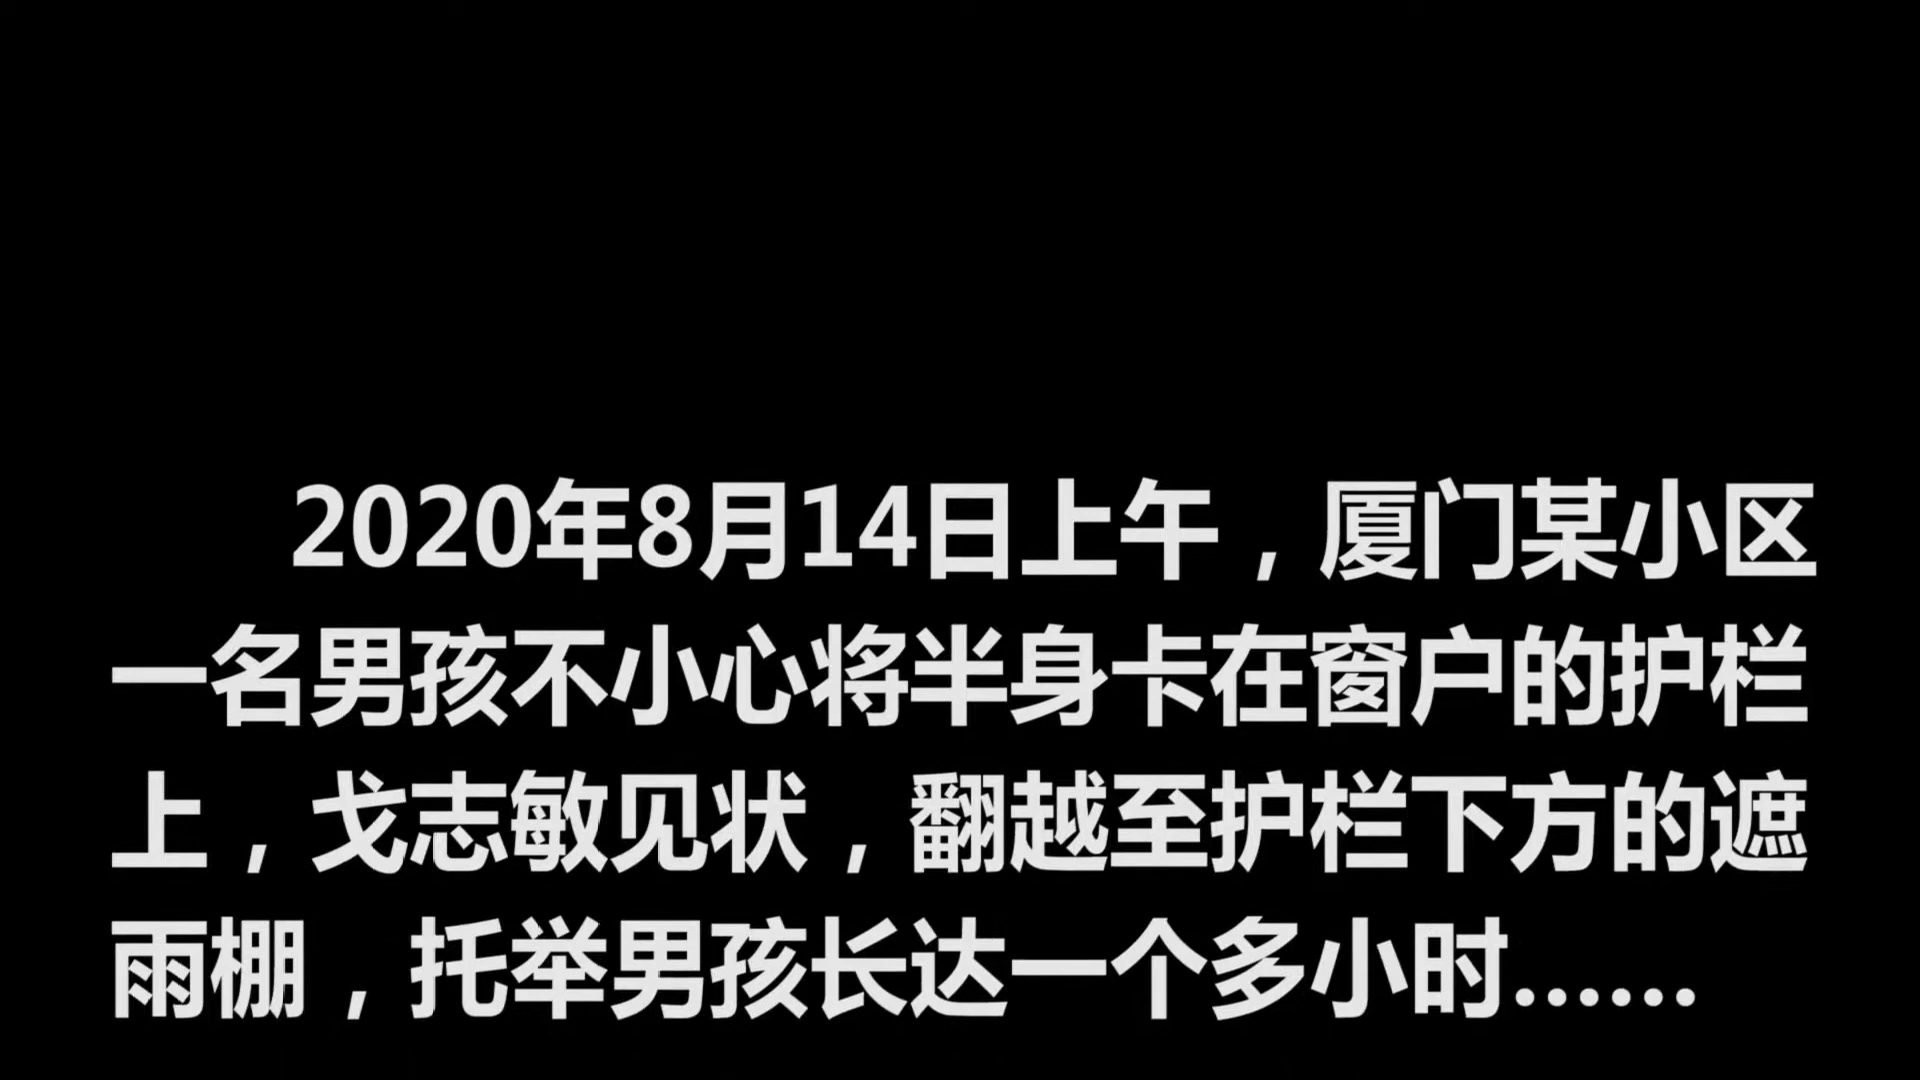 2020年8月14日上午，厦门某小区
一名男孩不小心将半身卡在窗户的护栏
上，戈志敏见状，翻越至护栏下方的遮
雨棚，托举男孩长达一个多小时......